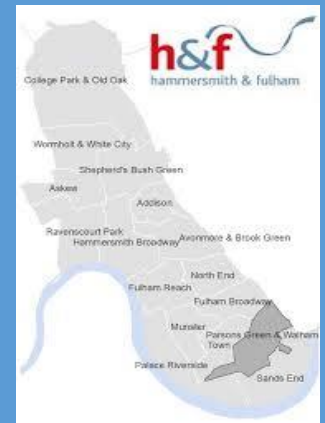 h&f
hammersmith & fulham
College Park & Old Oak
Wormholt & White City
Shepherd's Bush Green
Askew
Addison
Ravenscourt Park
Avonmore & Brook Green
Hammersmith Broadway
North End
Fulham Reach
Fulham Broadway
Munster
Parsons Green & Walham
Town
Palace Riverside
Sands End